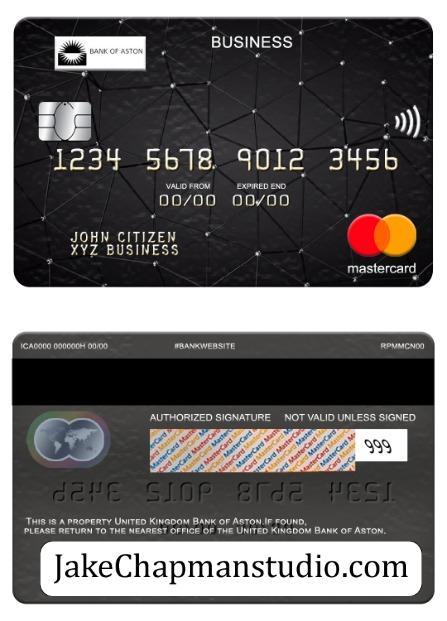 BANK OF ASTON
BUSINESS
1234 5678 9012 3456
VALID FROM EXPIRED END
00/00 00/00
JOHN CITIZEN
XYZ BUSINESS
mastercard
ICA0000 000000H 00/00 #BANKWEBSITE RPMMCN00
AUTHORIZED SIGNATURE NOT VALID UNLESS SIGNED
MasterCard MasterCard MasterCard
999
THIS IS A PROPERTY UNITED KINGDOM BANK OF ASTON.IF FOUND,
PLEASE RETURN TO THE NEAREST OFFICE OF THE UNITED KINGDOM BANK OF ASTON.
JakeChapmanstudio.com